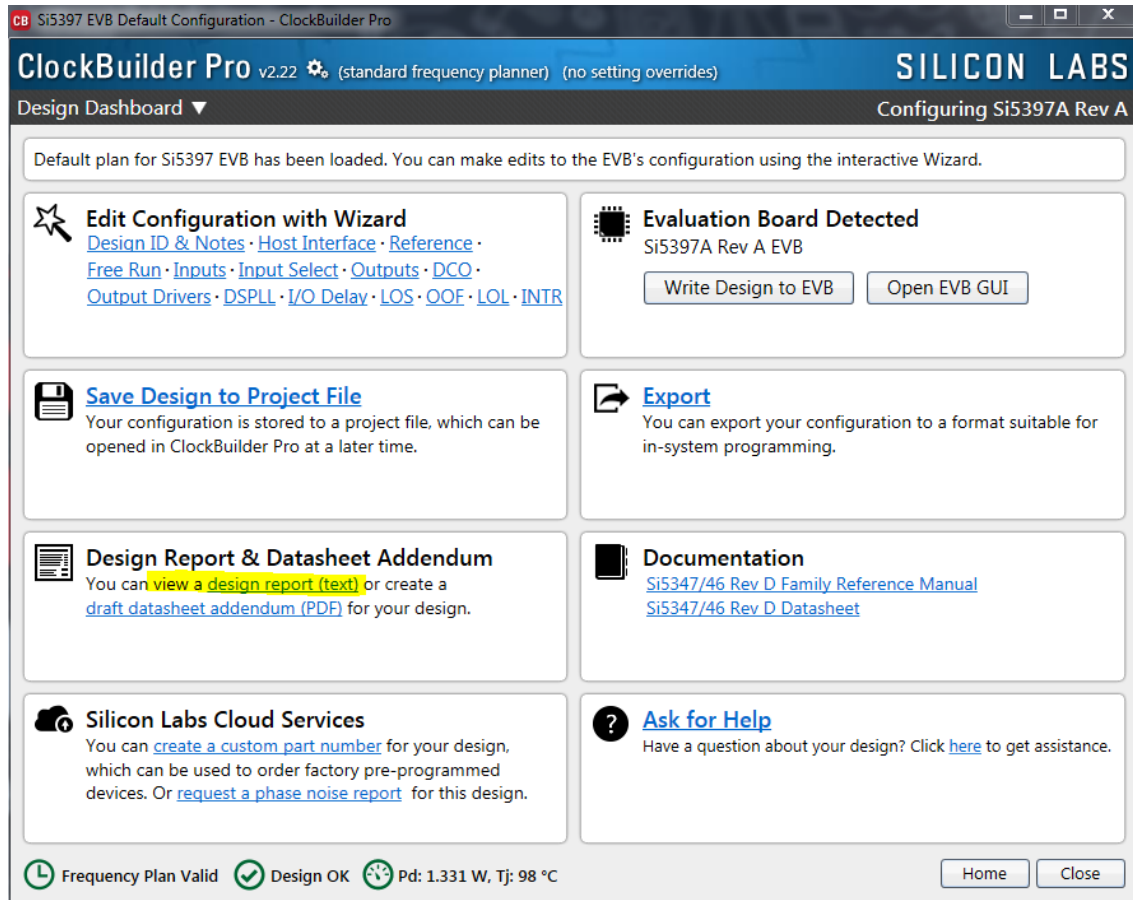 CB Si5397 EVB Default Configuration - ClockBuilder Pro
ClockBuilder Pro v2.22 (standard frequency planner) (no setting overrides) SILICON LABS
Design Dashboard ▼ Configuring Si5397A Rev A
Default plan for Si5397 EVB has been loaded. You can make edits to the EVB's configuration using the interactive Wizard.
Edit Configuration with Wizard
Design ID & Notes · Host Interface · Reference ·
Free Run · Inputs · Input Select · Outputs · DCO ·
Output Drivers · DSPLL · I/O Delay · LOS · OOF · LOL · INTR
Evaluation Board Detected
Si5397A Rev A EVB
Write Design to EVB Open EVB GUI
Save Design to Project File
Your configuration is stored to a project file, which can be
opened in ClockBuilder Pro at a later time.
Export
You can export your configuration to a format suitable for
in-system programming.
Design Report & Datasheet Addendum
You can view a design report (text) or create a
draft datasheet addendum (PDF) for your design.
Documentation
Si5347/46 Rev D Family Reference Manual
Si5347/46 Rev D Datasheet
Silicon Labs Cloud Services
You can create a custom part number for your design,
which can be used to order factory pre-programmed
devices. Or request a phase noise report for this design.
? Ask for Help
Have a question about your design? Click here to get assistance.
Frequency Plan Valid Design OK Pd: 1.331 W, Tj: 98 °C Home Close